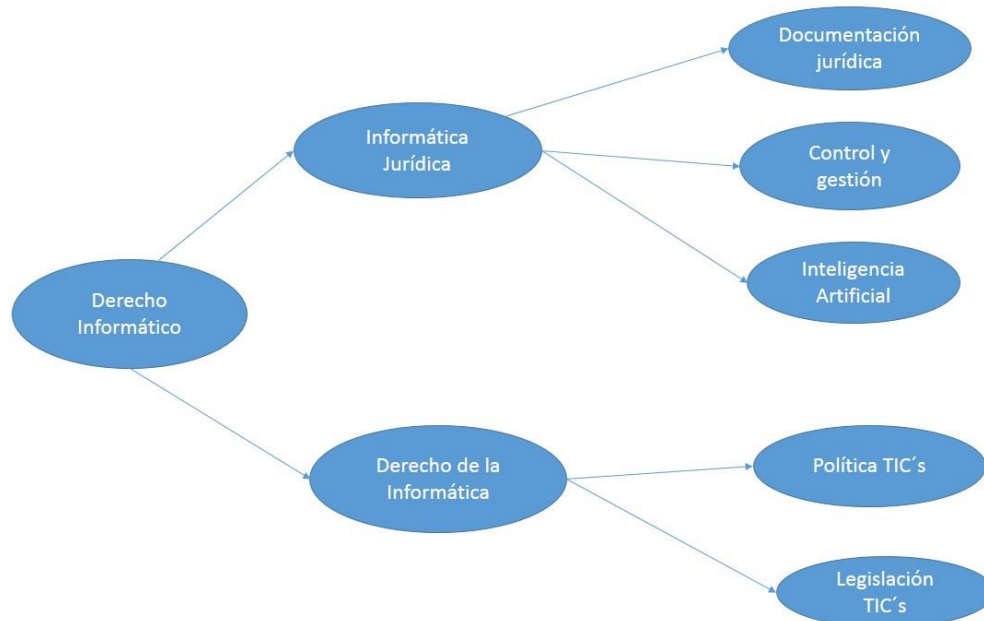 Documentación
jurídica
Informática
Jurídica
Control y
gestión
Inteligencia
Artificial
Derecho
Informático
Derecho de la
Informática
Política TIC´s
Legislación
TIC´s